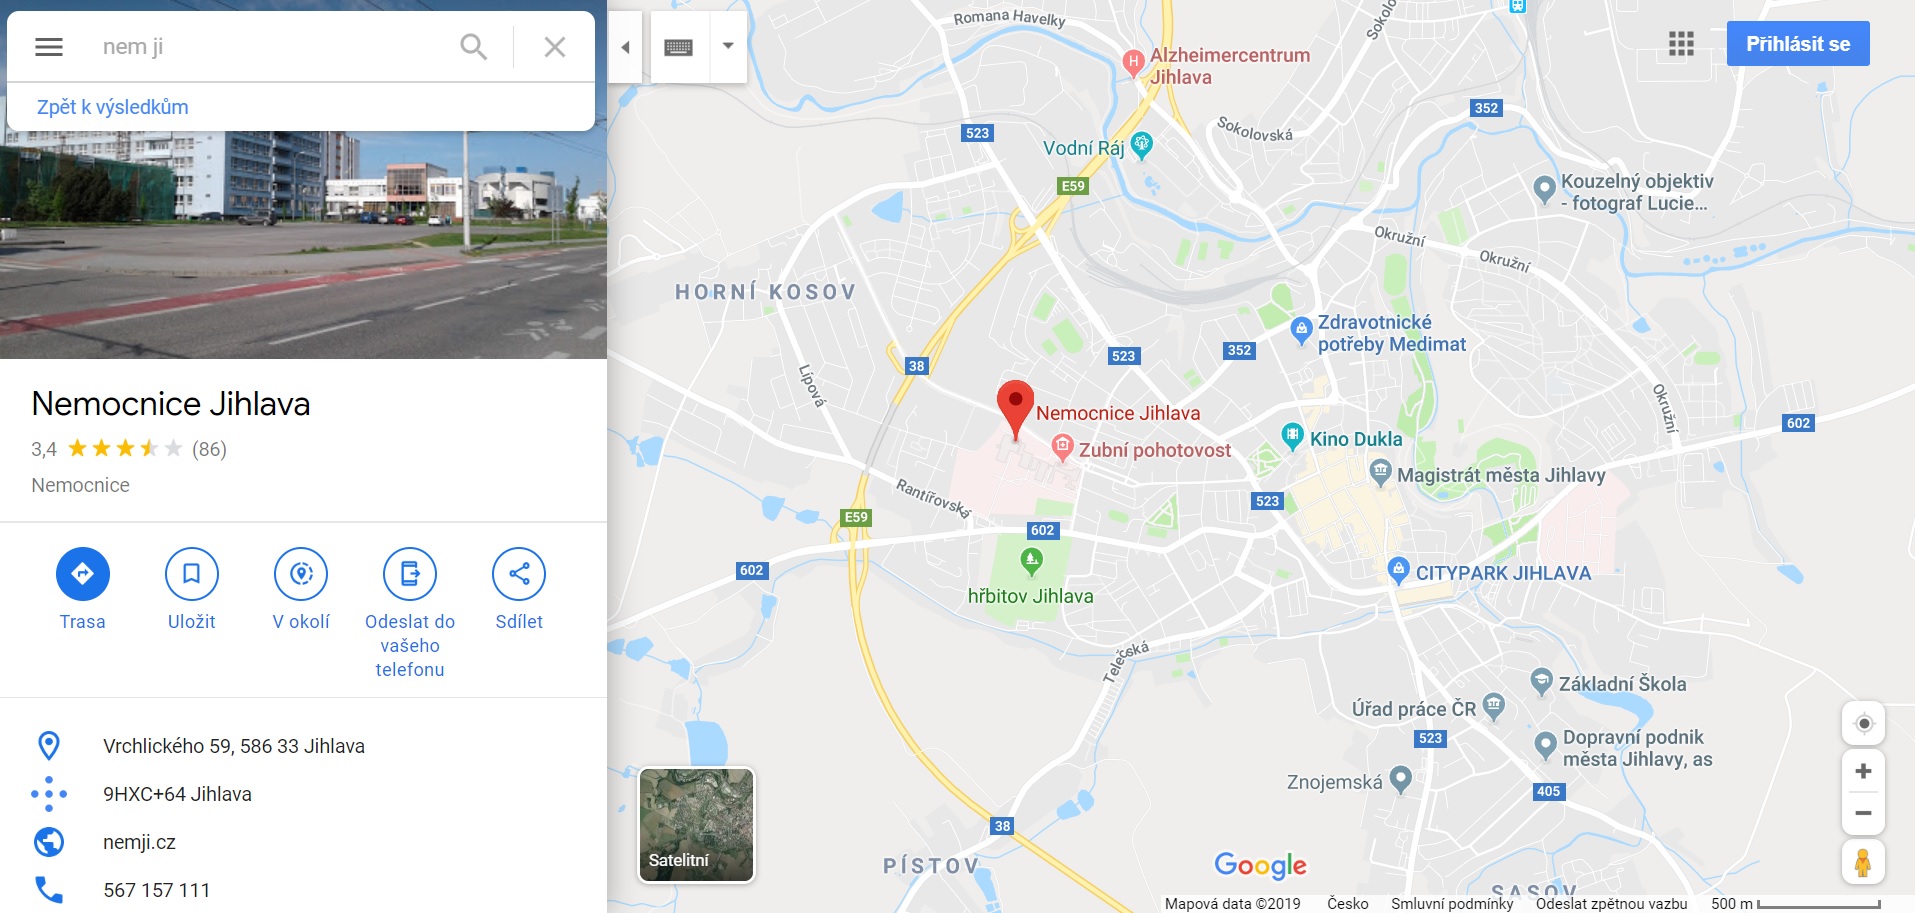 nem ji
Zpět k výsledkům
Nemocnice Jihlava
3,4 (86)
Nemocnice
Trasa
Uložit
V okolí
Odeslat do
vašeho
telefonu
Sdílet
Vrchlického 59, 586 33 Jihlava
9HXC+64 Jihlava
nemji.cz
567 157 111
Přihlásit se
Romana Havelky
Sokolo
Alzheimercentrum
Jihlava
352
523
Sokolovská
Vodní Ráj
E59
Kouzelný objektiv
- fotograf Lucie...
Okružní
Okružní
HORNÍ KOSOV
Zdravotnické
potřeby Medimat
523
352
38
Lipová
Okružní
Nemocnice Jihlava
602
Kino Dukla
Zubní pohotovost
Magistrát města Jihlavy
Rantířovská
523
E59
602
602
CITYPARK JIHLAVA
hřbitov Jihlava
Telečská
Základní Škola
Úřad práce ČR
523
Dopravní podnik
města Jihlavy, as
Znojemská
405
38
Satelitní
PÍSTOV
Google
SASOV
Mapová data ©2019 Česko Smluvní podmínky Odeslat zpětnou vazbu 500 m